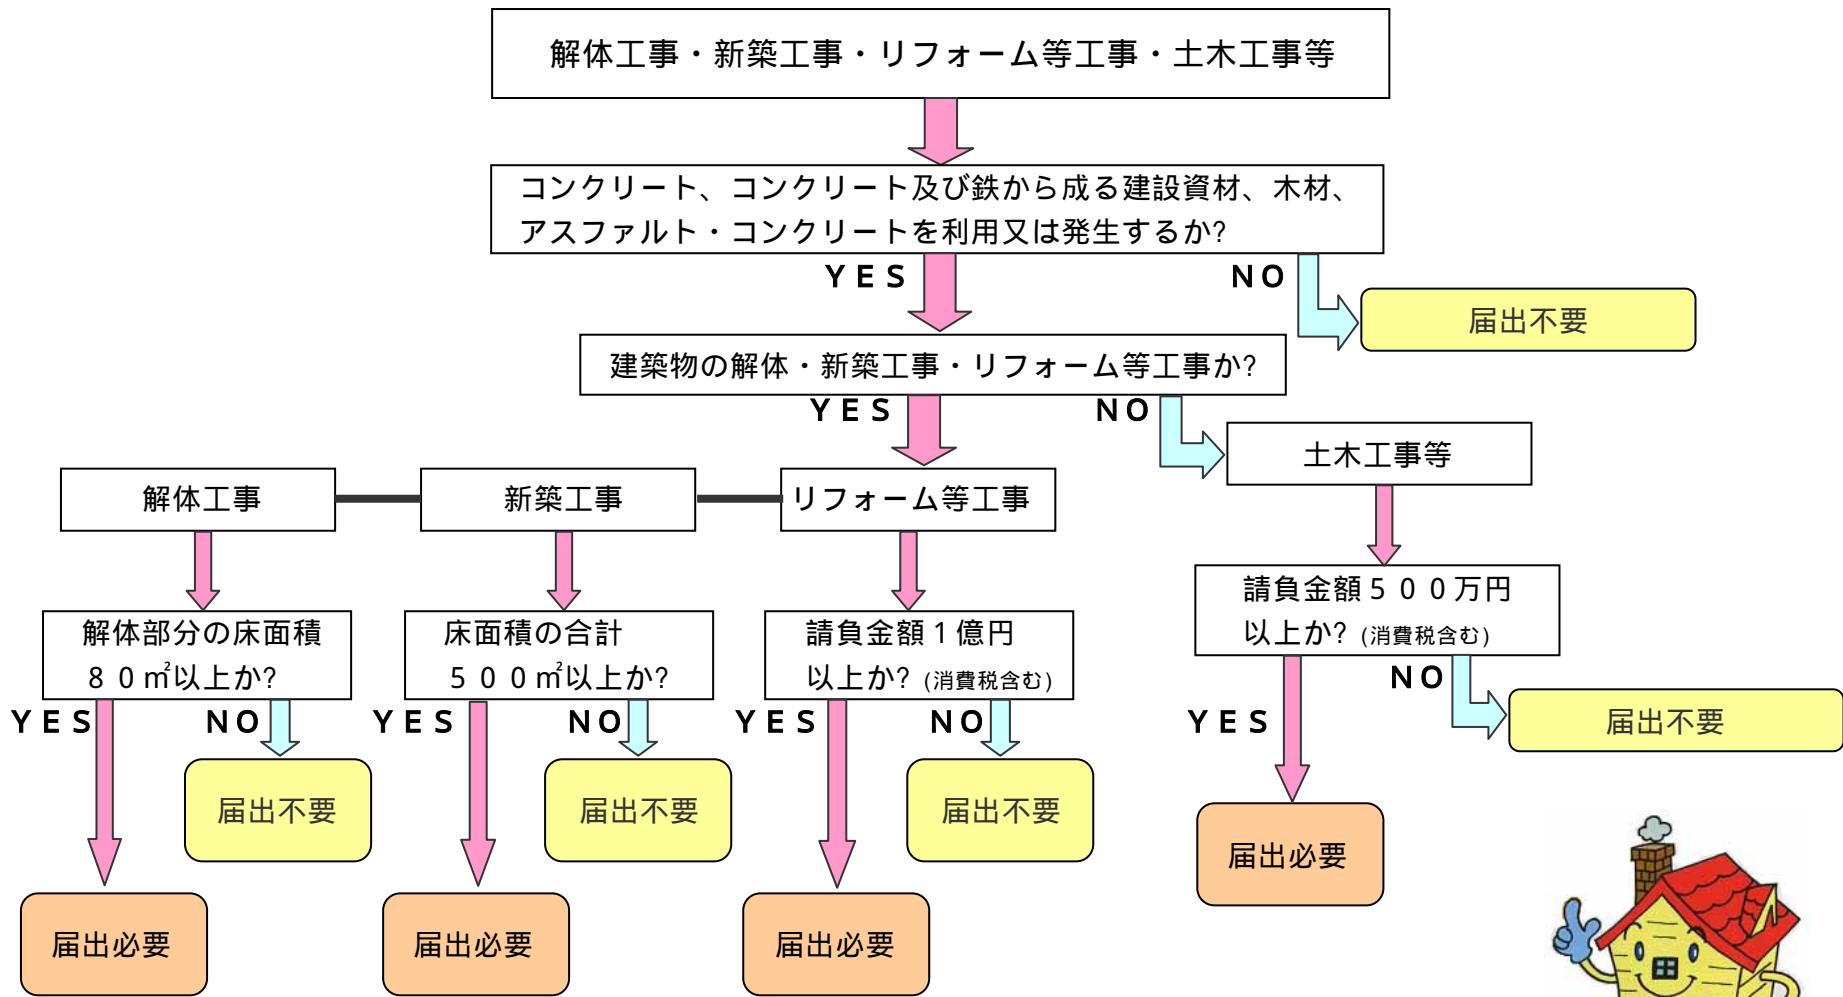 解体工事・新築工事・リフォーム等工事・土木工事等
コンクリート、コンクリート及び鉄から成る建設資材、木材、
アスファルト・コンクリートを利用又は発生するか?
YES
NO
届出不要
建築物の解体・新築工事・リフォーム等工事か?
YES
NO
土木工事等
解体工事
新築工事
リフォーム等工事
請負金額500万円
以上か?(消費税含む)
解体部分の床面積
80㎡以上か?
床面積の合計
500㎡以上か?
請負金額1億円
以上か?(消費税含む)
YES
NO
YES
NO
YES
NO
YES
NO
届出不要
届出不要
届出不要
届出不要
届出必要
届出必要
届出必要
届出必要